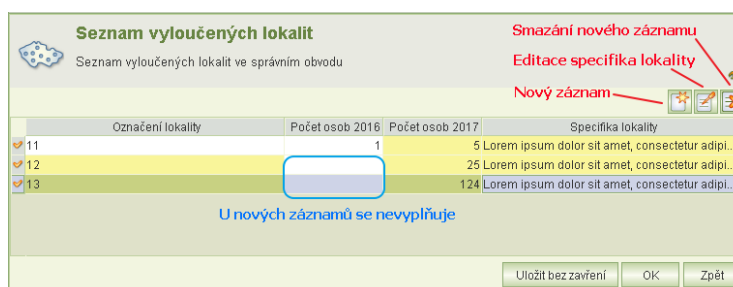 Seznam vyloučených lokalit
Smazání nového záznamu
Seznam vyloučených lokalit ve správním obvodu
Editace specifika lokality
Nový záznam
Označení lokality Počet osob 2016 Počet osob 2017 Specifika lokality
11 1 5 Lorem ipsum dolor sit amet, consectetur adipi...
12 25 Lorem ipsum dolor sit amet, consectetur adipi...
13 124 Lorem ipsum dolor sit amet, consectetur adipi...
U nových záznamů se nevyplňuje
Uložit bez zavření OK Zpět